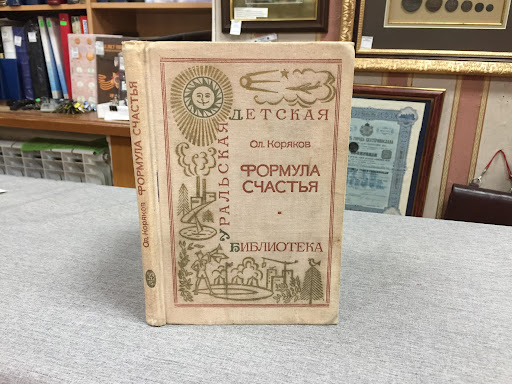 Ол. Коряков ФОРМУЛА СЧАСТЬЯ
УРАЛЬСКАЯ
ДЕТСКАЯ
Ол. Коряков
ФОРМУЛА
СЧАСТЬЯ
БИБЛИОТЕКА